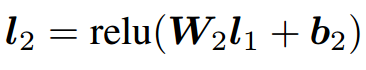 l₂ = relu(W₂l₁ + b₂)